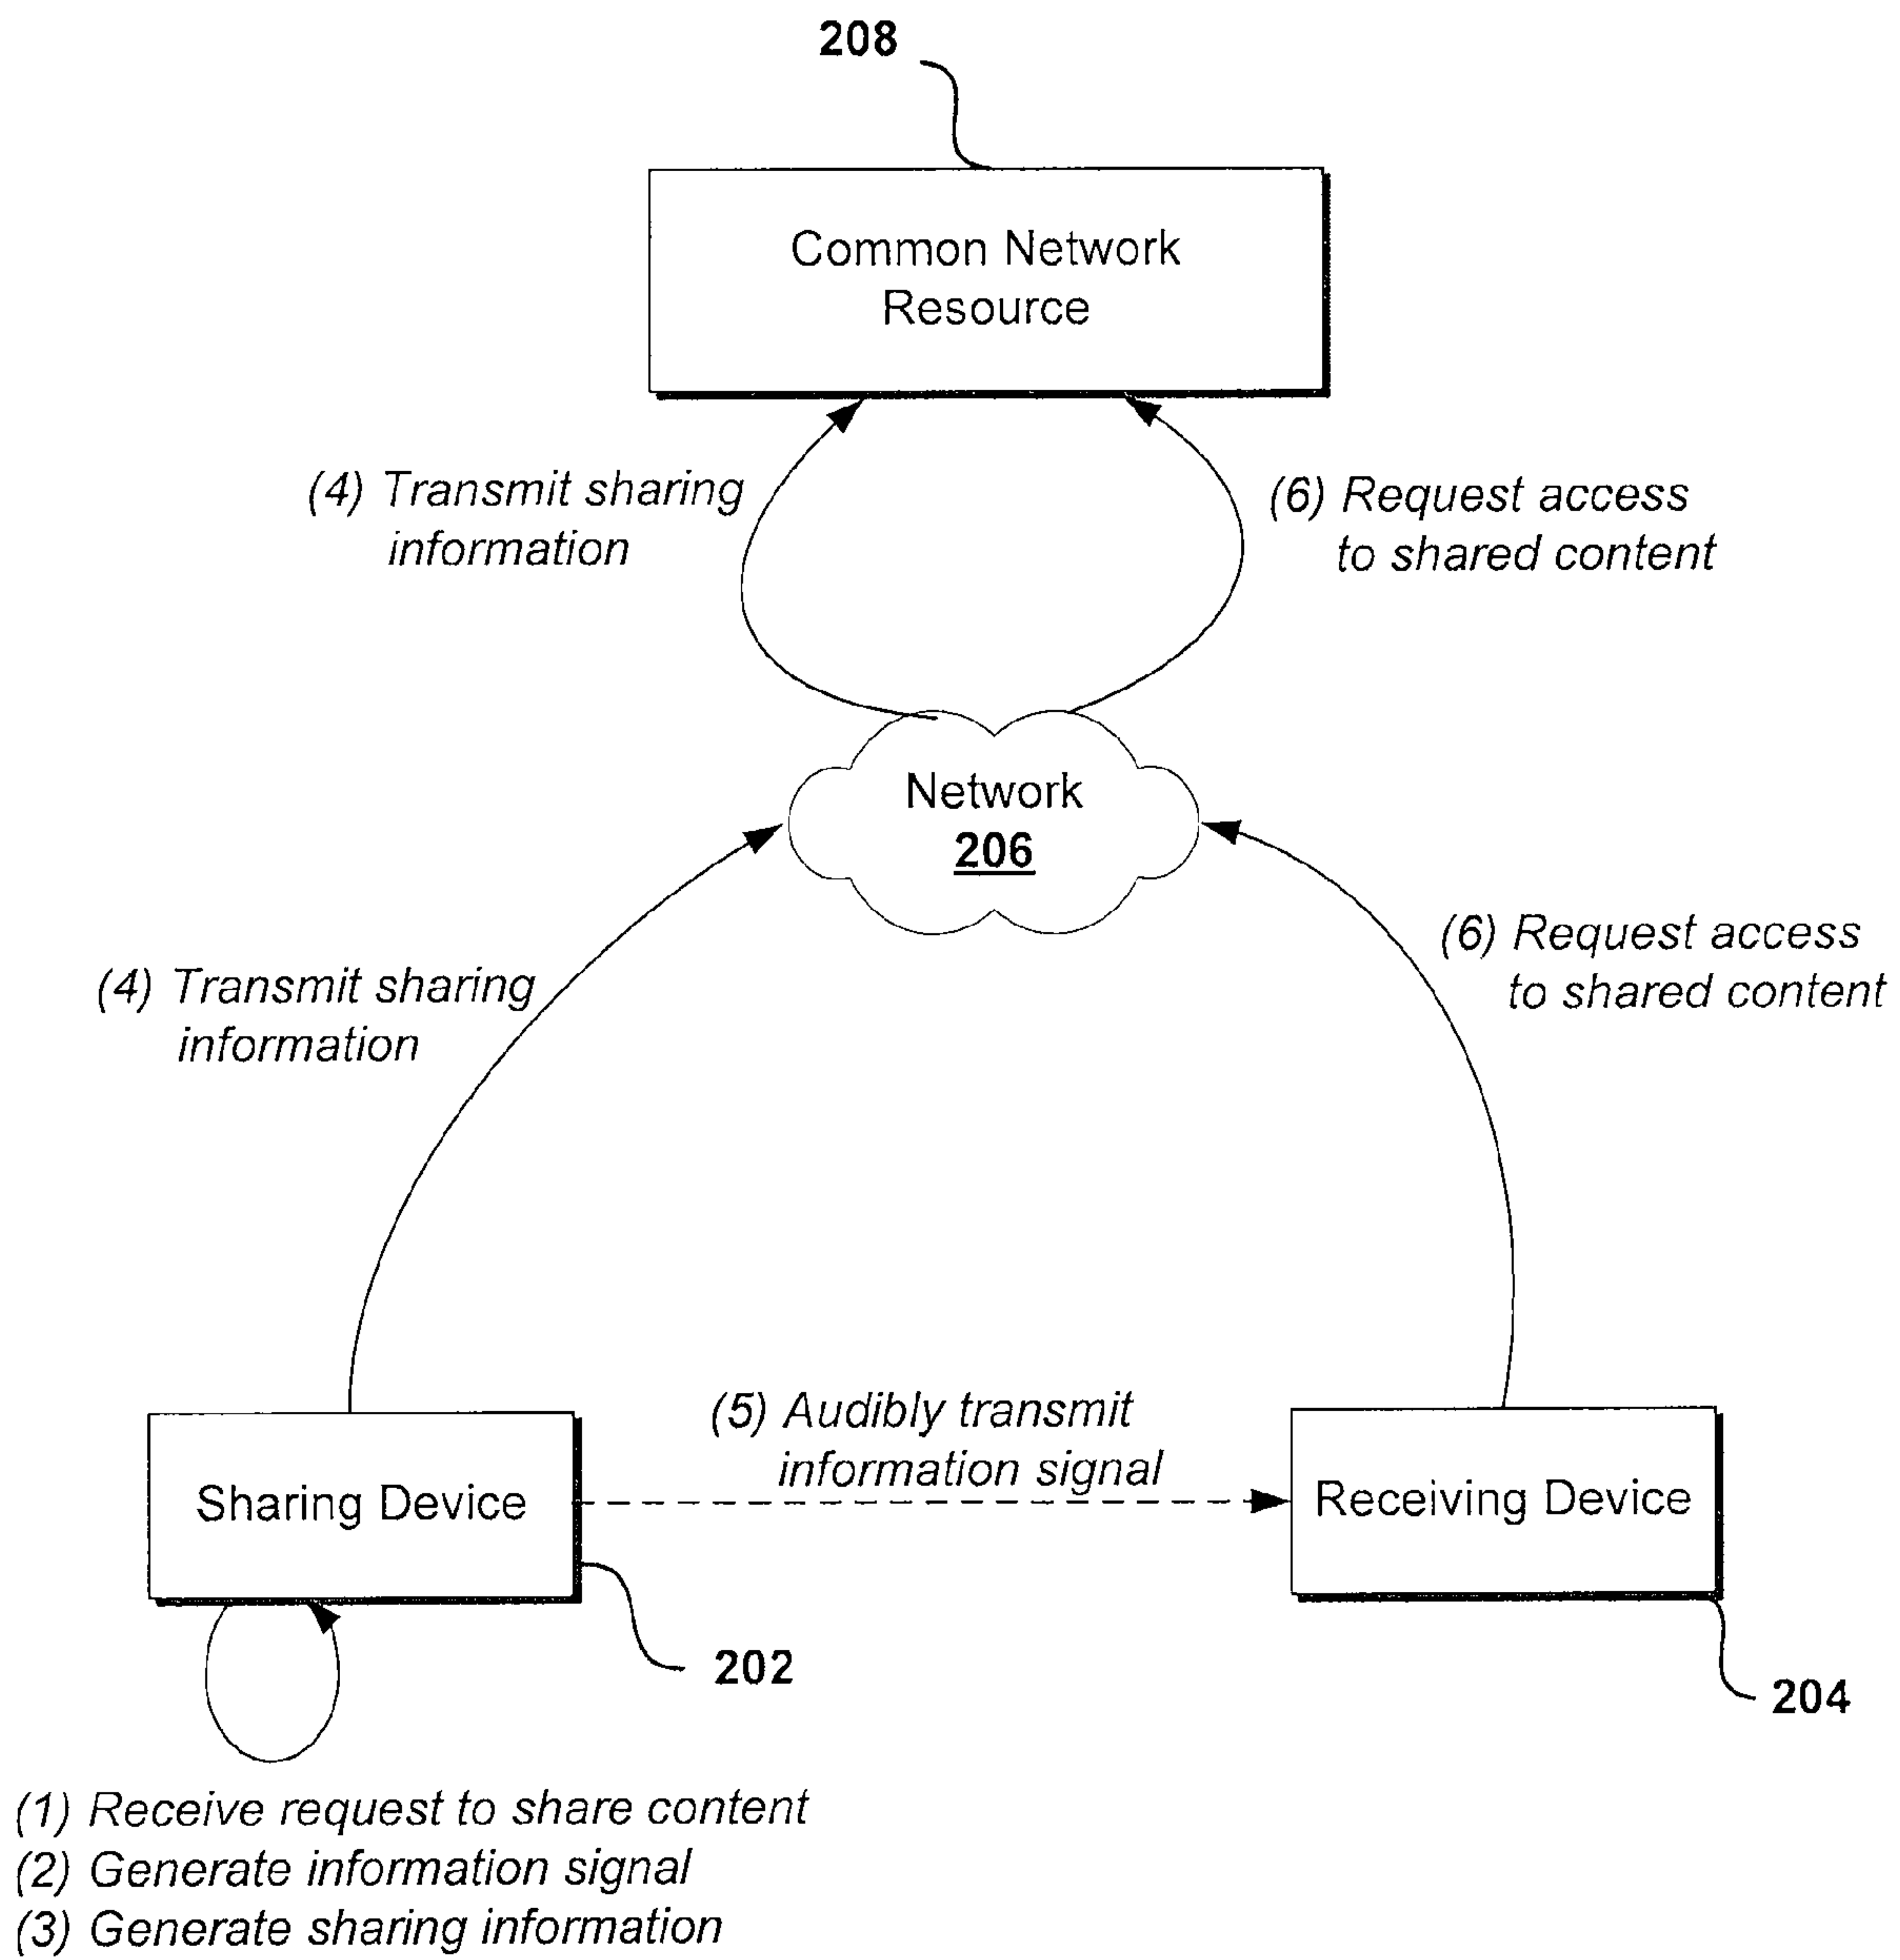 208
Common Network
Resource
(4) Transmit sharing
information
(6) Request access
to shared content
Network
206
(4) Transmit sharing
information
(6) Request access
to shared content
(5) Audibly transmit
information signal
Sharing Device
Receiving Device
202
204
(1) Receive request to share content
(2) Generate information signal
(3) Generate sharing information